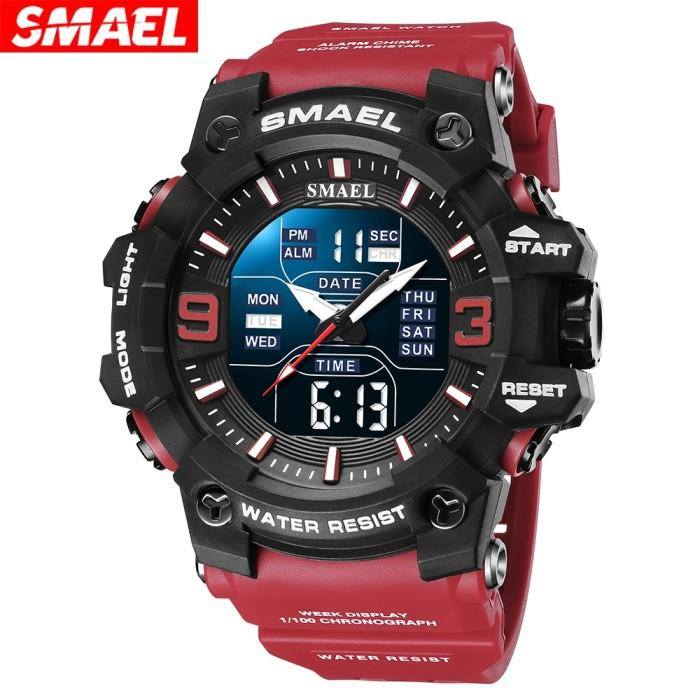 SMAEL
SMAEL WATCH
ALARM CHIME
SHOCK RESISTANT
SMAEL
SMAEL
PM 11 SEC
ALM CHR
START
LIGHT
DATE
MON THU
TUE FRI
WED SAT
SUN
9 3
MODE
TIME
RESET
6:13
WATER RESIST
WEEK DISPLAY
1/100 CHRONOGRAPH
WATER RESIST